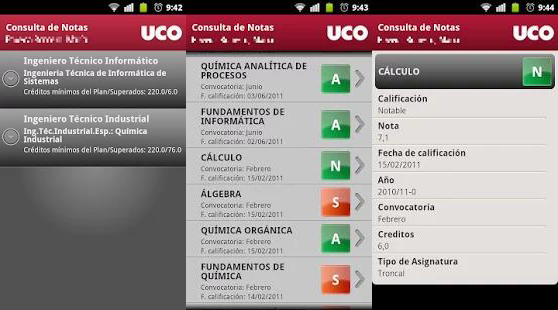 9:42
Consulta de Notas
UCO
Ingeniero Técnico Informático
Ingeniería Técnica de Informática de
Sistemas
Créditos mínimos del Plan/Superados: 220.0/6.0
Ingeniero Técnico Industrial
Ing.Téc.Industrial.Esp.: Química
Industrial
Créditos mínimos del Plan/Superados: 220.0/76.0
9:43
Consulta de Notas
UCO
QUÍMICA ANALÍTICA DE
PROCESOS
Convocatoria: Junio
F. calificación: 03/06/2011
A
FUNDAMENTOS DE
INFORMÁTICA
Convocatoria: Junio
F. calificación: 02/06/2011
A
CÁLCULO
Convocatoria: Febrero
F. calificación: 15/02/2011
N
ÁLGEBRA
Convocatoria: Febrero
F. calificación: 15/02/2011
S
QUÍMICA ORGÁNICA
Convocatoria: Febrero
F. calificación: 15/02/2011
A
FUNDAMENTOS DE
QUÍMICA
Convocatoria: Febrero
F. calificación: 14/02/2011
S
9:44
Consulta de Notas
UCO
CÁLCULO
N
Calificación
Notable
Nota
7,1
Fecha de calificación
15/02/2011
Año
2010/11-0
Convocatoria
Febrero
Creditos
6,0
Tipo de Asignatura
Troncal